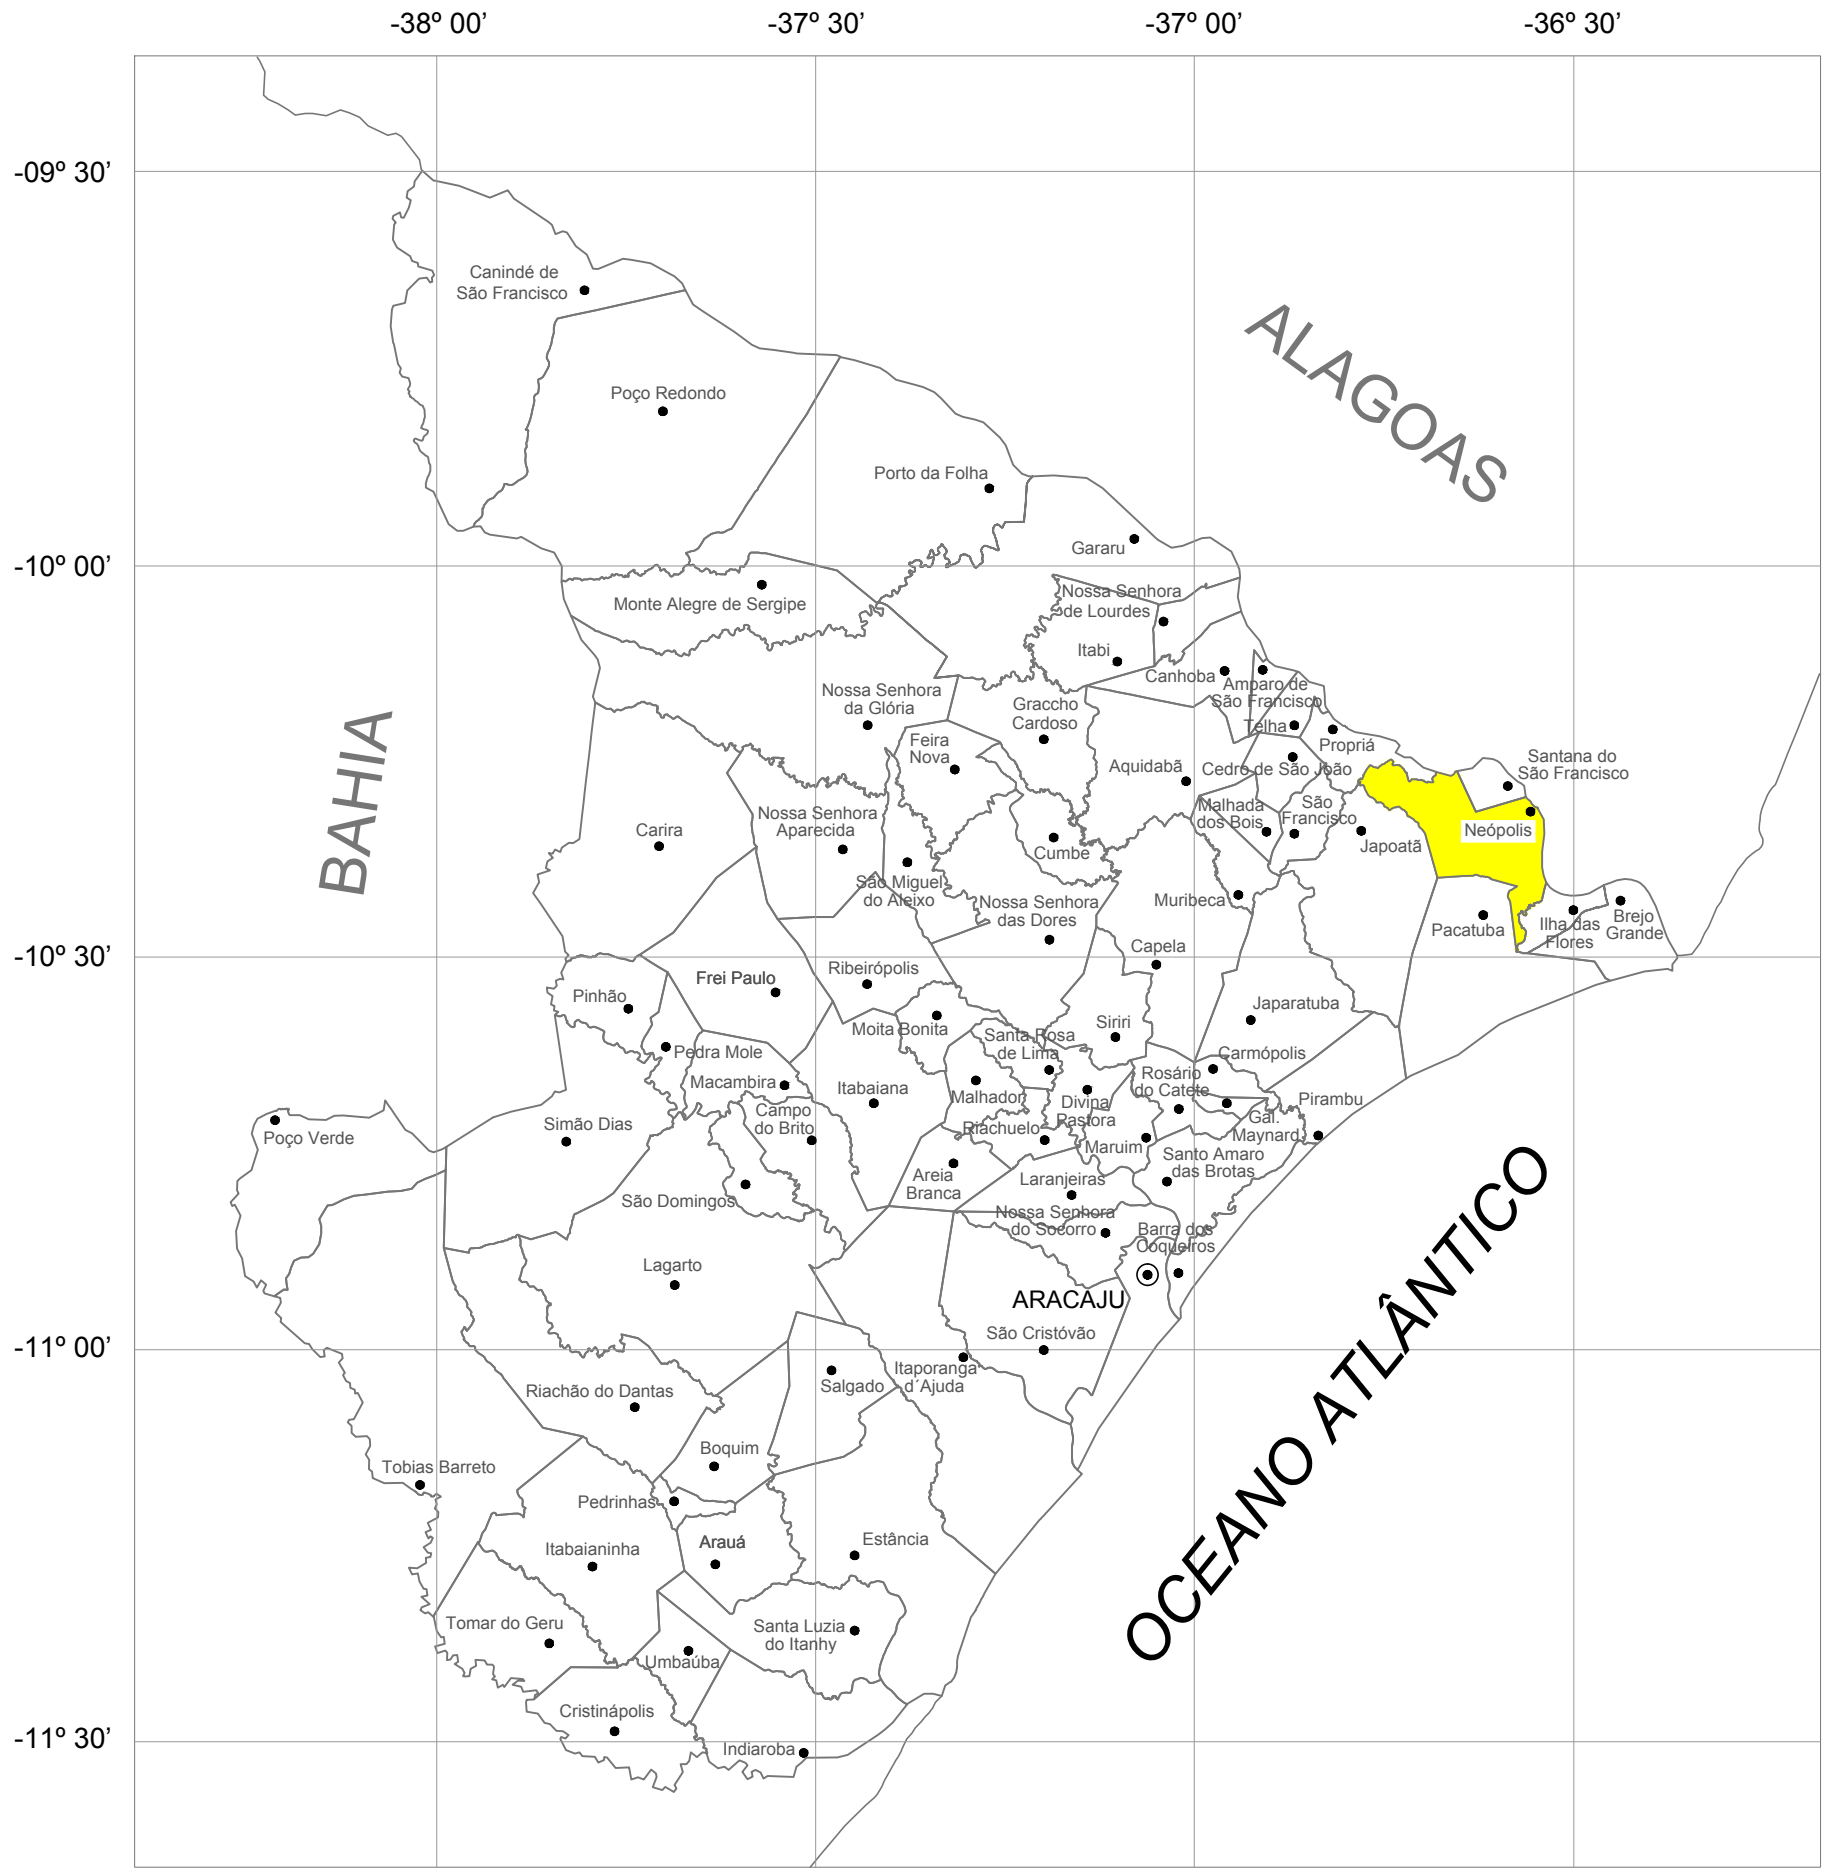 -38º 00’
-37º 30’
-37º 00’
-36º 30’
-09º 30’
Canindé de
São Francisco
ALAGOAS
Poço Redondo
Porto da Folha
Gararu
-10º 00’
Nossa Senhora
de Lourdes
Monte Alegre de Sergipe
Itabi
Canhoba
Amparo de
São Francisco
Nossa Senhora
da Glória
Graccho
Cardoso
Telha
Propriá
BAHIA
Feira
Nova
Aquidabã
Cedro de São João
Santana do
São Francisco
Nossa Senhora
Aparecida
Malhada
dos Bois
São
Francisco
Neópolis
Carira
Cumbe
Japoatã
São Miguel
do Aleixo
Muribeca
Nossa Senhora
das Dores
Pacatuba
Ilha das
Flores
Brejo
Grande
Capela
-10º 30’
Ribeirópolis
Frei Paulo
Pinhão
Japaratuba
Moita Bonita
Siriri
Santa Rosa
de Lima
Pedra Mole
Carmópolis
Macambira
Itabaiana
Rosário
do Catete
Malhador
Divina
Pastora
Pirambu
Campo
do Brito
Gal.
Maynard
Poço Verde
Simão Dias
Riachuelo
Maruim
Santo Amaro
das Brotas
Areia
Branca
Laranjeiras
São Domingos
Nossa Senhora
do Socorro
Barra dos
Coqueiros
Lagarto
ARACAJU
OCEANO ATLÂNTICO
São Cristóvão
-11º 00’
Itaporanga
d´Ajuda
Salgado
Riachão do Dantas
Boquim
Tobias Barreto
Pedrinhas
Arauá
Estância
Itabaianinha
Tomar do Geru
Santa Luzia
do Itanhy
Umbaúba
Cristinápolis
-11º 30’
Indiaroba